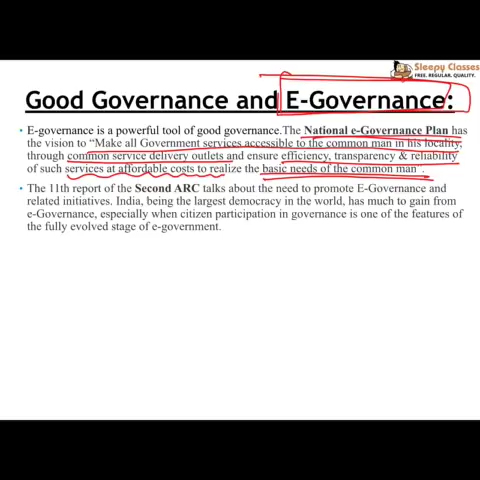 Sleepy Classes
FREE. REGULAR. QUALITY.
Good Governance and E-Governance:
• E-governance is a powerful tool of good governance.The National e-Governance Plan has
the vision to “Make all Government services accessible to the common man in his locality,
through common service delivery outlets and ensure efficiency, transparency & reliability
of such services at affordable costs to realize the basic needs of the common man .
• The 11th report of the Second ARC talks about the need to promote E-Governance and
related initiatives. India, being the largest democracy in the world, has much to gain from
e-Governance, especially when citizen participation in governance is one of the features of
the fully evolved stage of e-government.